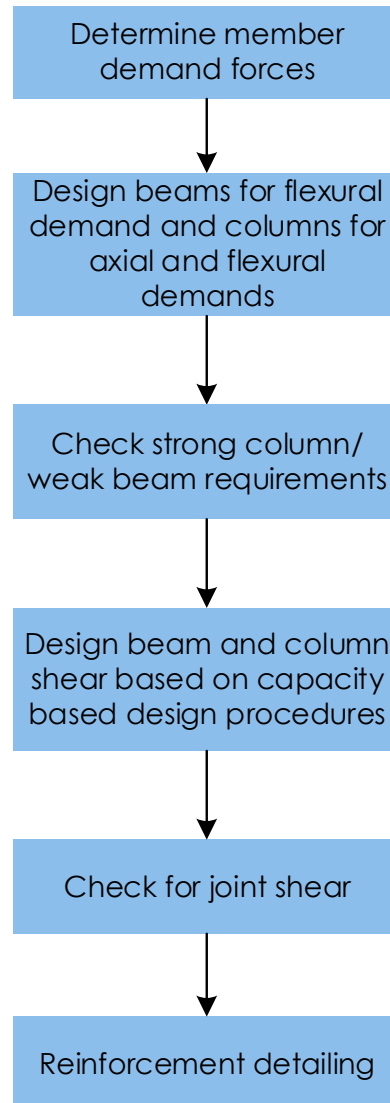 Determine member
demand forces
Design beams for flexural
demand and columns for
axial and flexural
demands
Check strong column/
weak beam requirements
Design beam and column
shear based on capacity
based design procedures
Check for joint shear
Reinforcement detailing